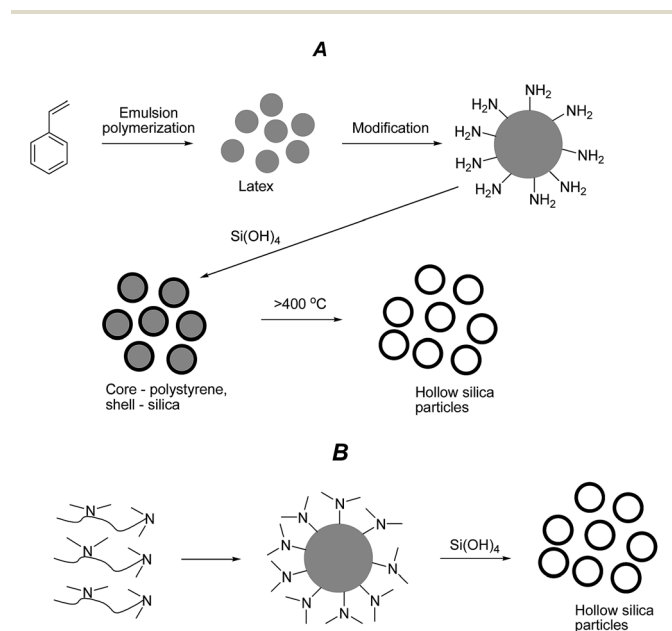 A
Emulsion
polymerization
Latex
Modification
NH2
H2N
NH2
H2N
NH2
H2N
H2N
NH2
NH2
Si(OH)4
>400 °C
Core - polystyrene,
shell - silica
Hollow silica
particles
B
N
N
N
N
N
N
N
N
N
N
N
N
N
N
Si(OH)4
Hollow silica
particles